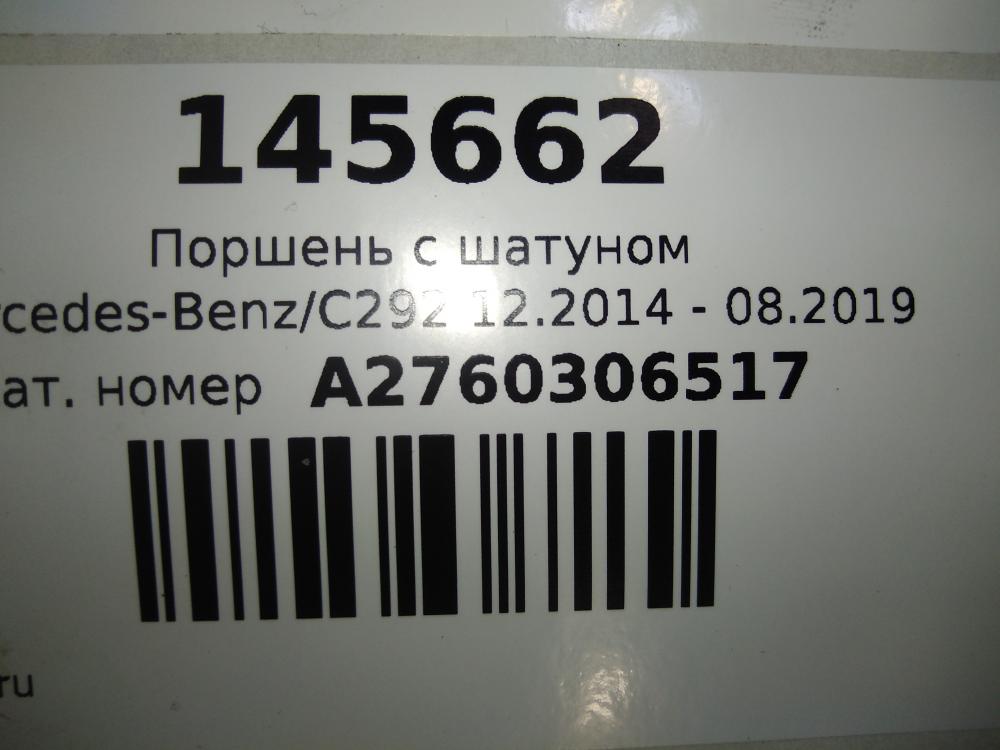 145662
Поршень с шатуном
rcedes-Benz/C292 12.2014 - 08.2019
ат. номер A2760306517
ru